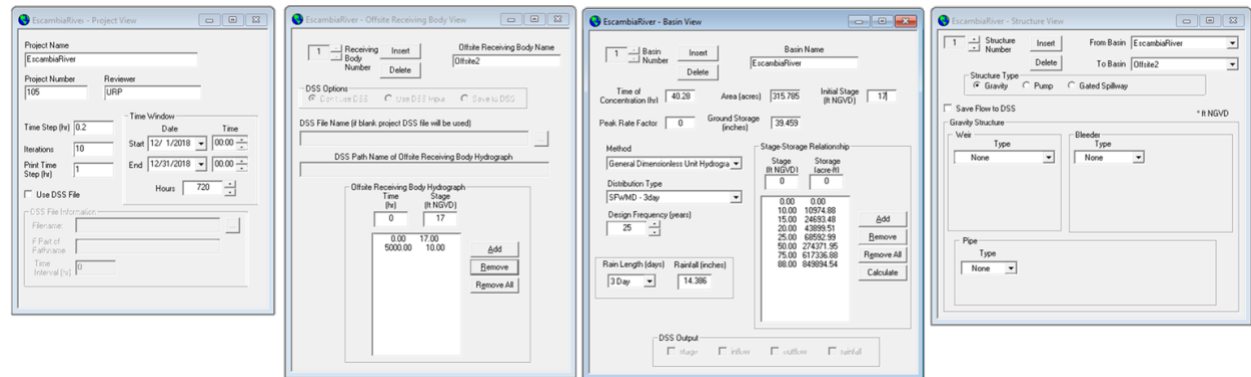 EscambiaRiver - Project View
Project Name
EscambiaRiver
Project Number Reviewer
105 URP
Time Step (hr) 0.2
Iterations 10
Print Time Step (hr) 1
Time Window
Date Time
Start 12/ 1/2018 00:00
End 12/31/2018 00:00
Hours 720
Use DSS File
DSS File Information
Filename: ...
F Part of Pathname
Time Interval (hr) 0
EscambiaRiver - Offsite Receiving Body View
1 Receiving Body Number Insert Delete
Offsite Receiving Body Name
Offsite2
DSS Options
Don't use DSS Use DSS Input Save to DSS
DSS File Name (if blank project DSS file will be used)
...
DSS Path Name of Offsite Receiving Body Hydrograph
Offsite Receiving Body Hydrograph
Time (hr) Stage (ft NGVD)
0 17
0.00 17.00
5000.00 10.00
Add
Remove
Remove All
EscambiaRiver - Basin View
1 Basin Number Insert Delete
Basin Name
EscambiaRiver
Time of Concentration (hr) 40.28 Area (acres) 315.785 Initial Stage (ft NGVD) 17
Peak Rate Factor 0 Ground Storage (inches) 39.459
Method
General Dimensionless Unit Hydrogra
Distribution Type
SFWMD - 3day
Design Frequency (years)
25
Rain Length (days) Rainfall (inches)
3 Day 14.386
Stage-Storage Relationship
Stage (ft NGVD) Storage (acre-ft)
0 0
0.00 0.00
10.00 10974.88
15.00 24693.48
20.00 43899.51
25.00 68592.99
50.00 274371.95
75.00 617336.88
88.00 849894.54
Add
Remove
Remove All
Calculate
DSS Output
stage inflow outflow rainfall
EscambiaRiver - Structure View
1 Structure Number Insert Delete
From Basin EscambiaRiver
To Basin Offsite2
Structure Type
Gravity Pump Gated Spillway
Save Flow to DSS
* ft NGVD
Gravity Structure
Weir
Type
None
Bleeder
Type
None
Pipe
Type
None